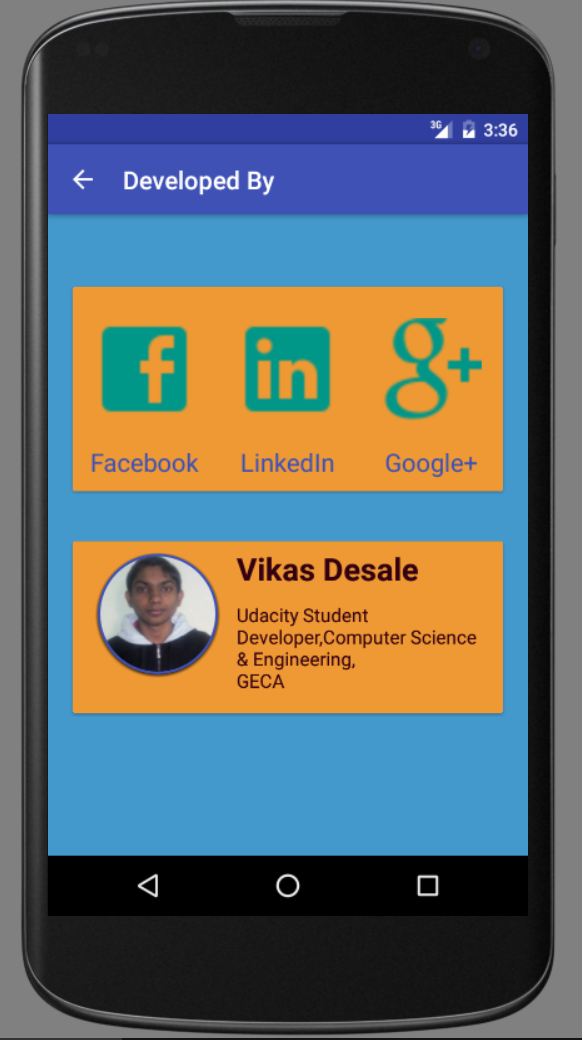 3G 3:36
Developed By
f in g+
Facebook LinkedIn Google+
Vikas Desale
Udacity Student
Developer,Computer Science
& Engineering,
GECA